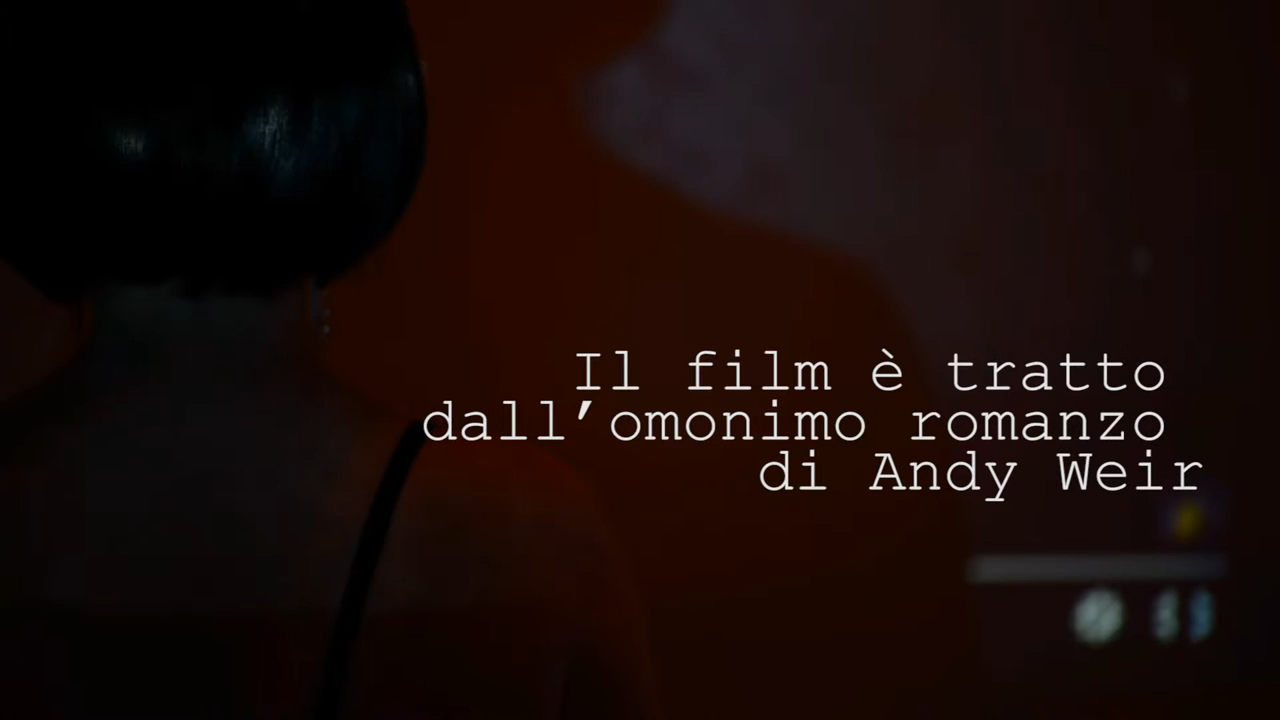 Il film è tratto
dall’omonimo romanzo
di Andy Weir